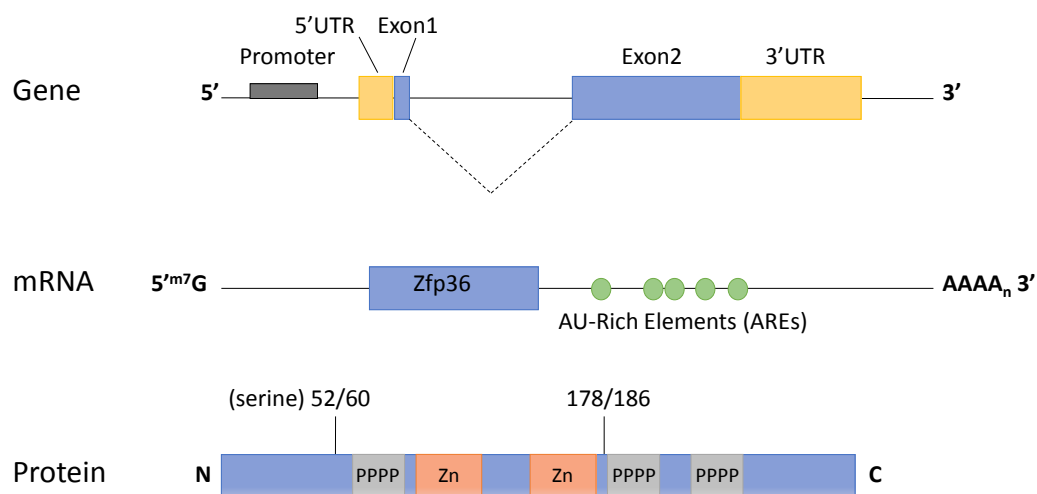 5’UTR Exon1
Promoter Exon2 3’UTR
Gene 5’ 3’
mRNA 5’m7G Zfp36 AAAAn 3’
AU-Rich Elements (AREs)
(serine) 52/60 178/186
Protein N PPPP Zn Zn PPPP PPPP C